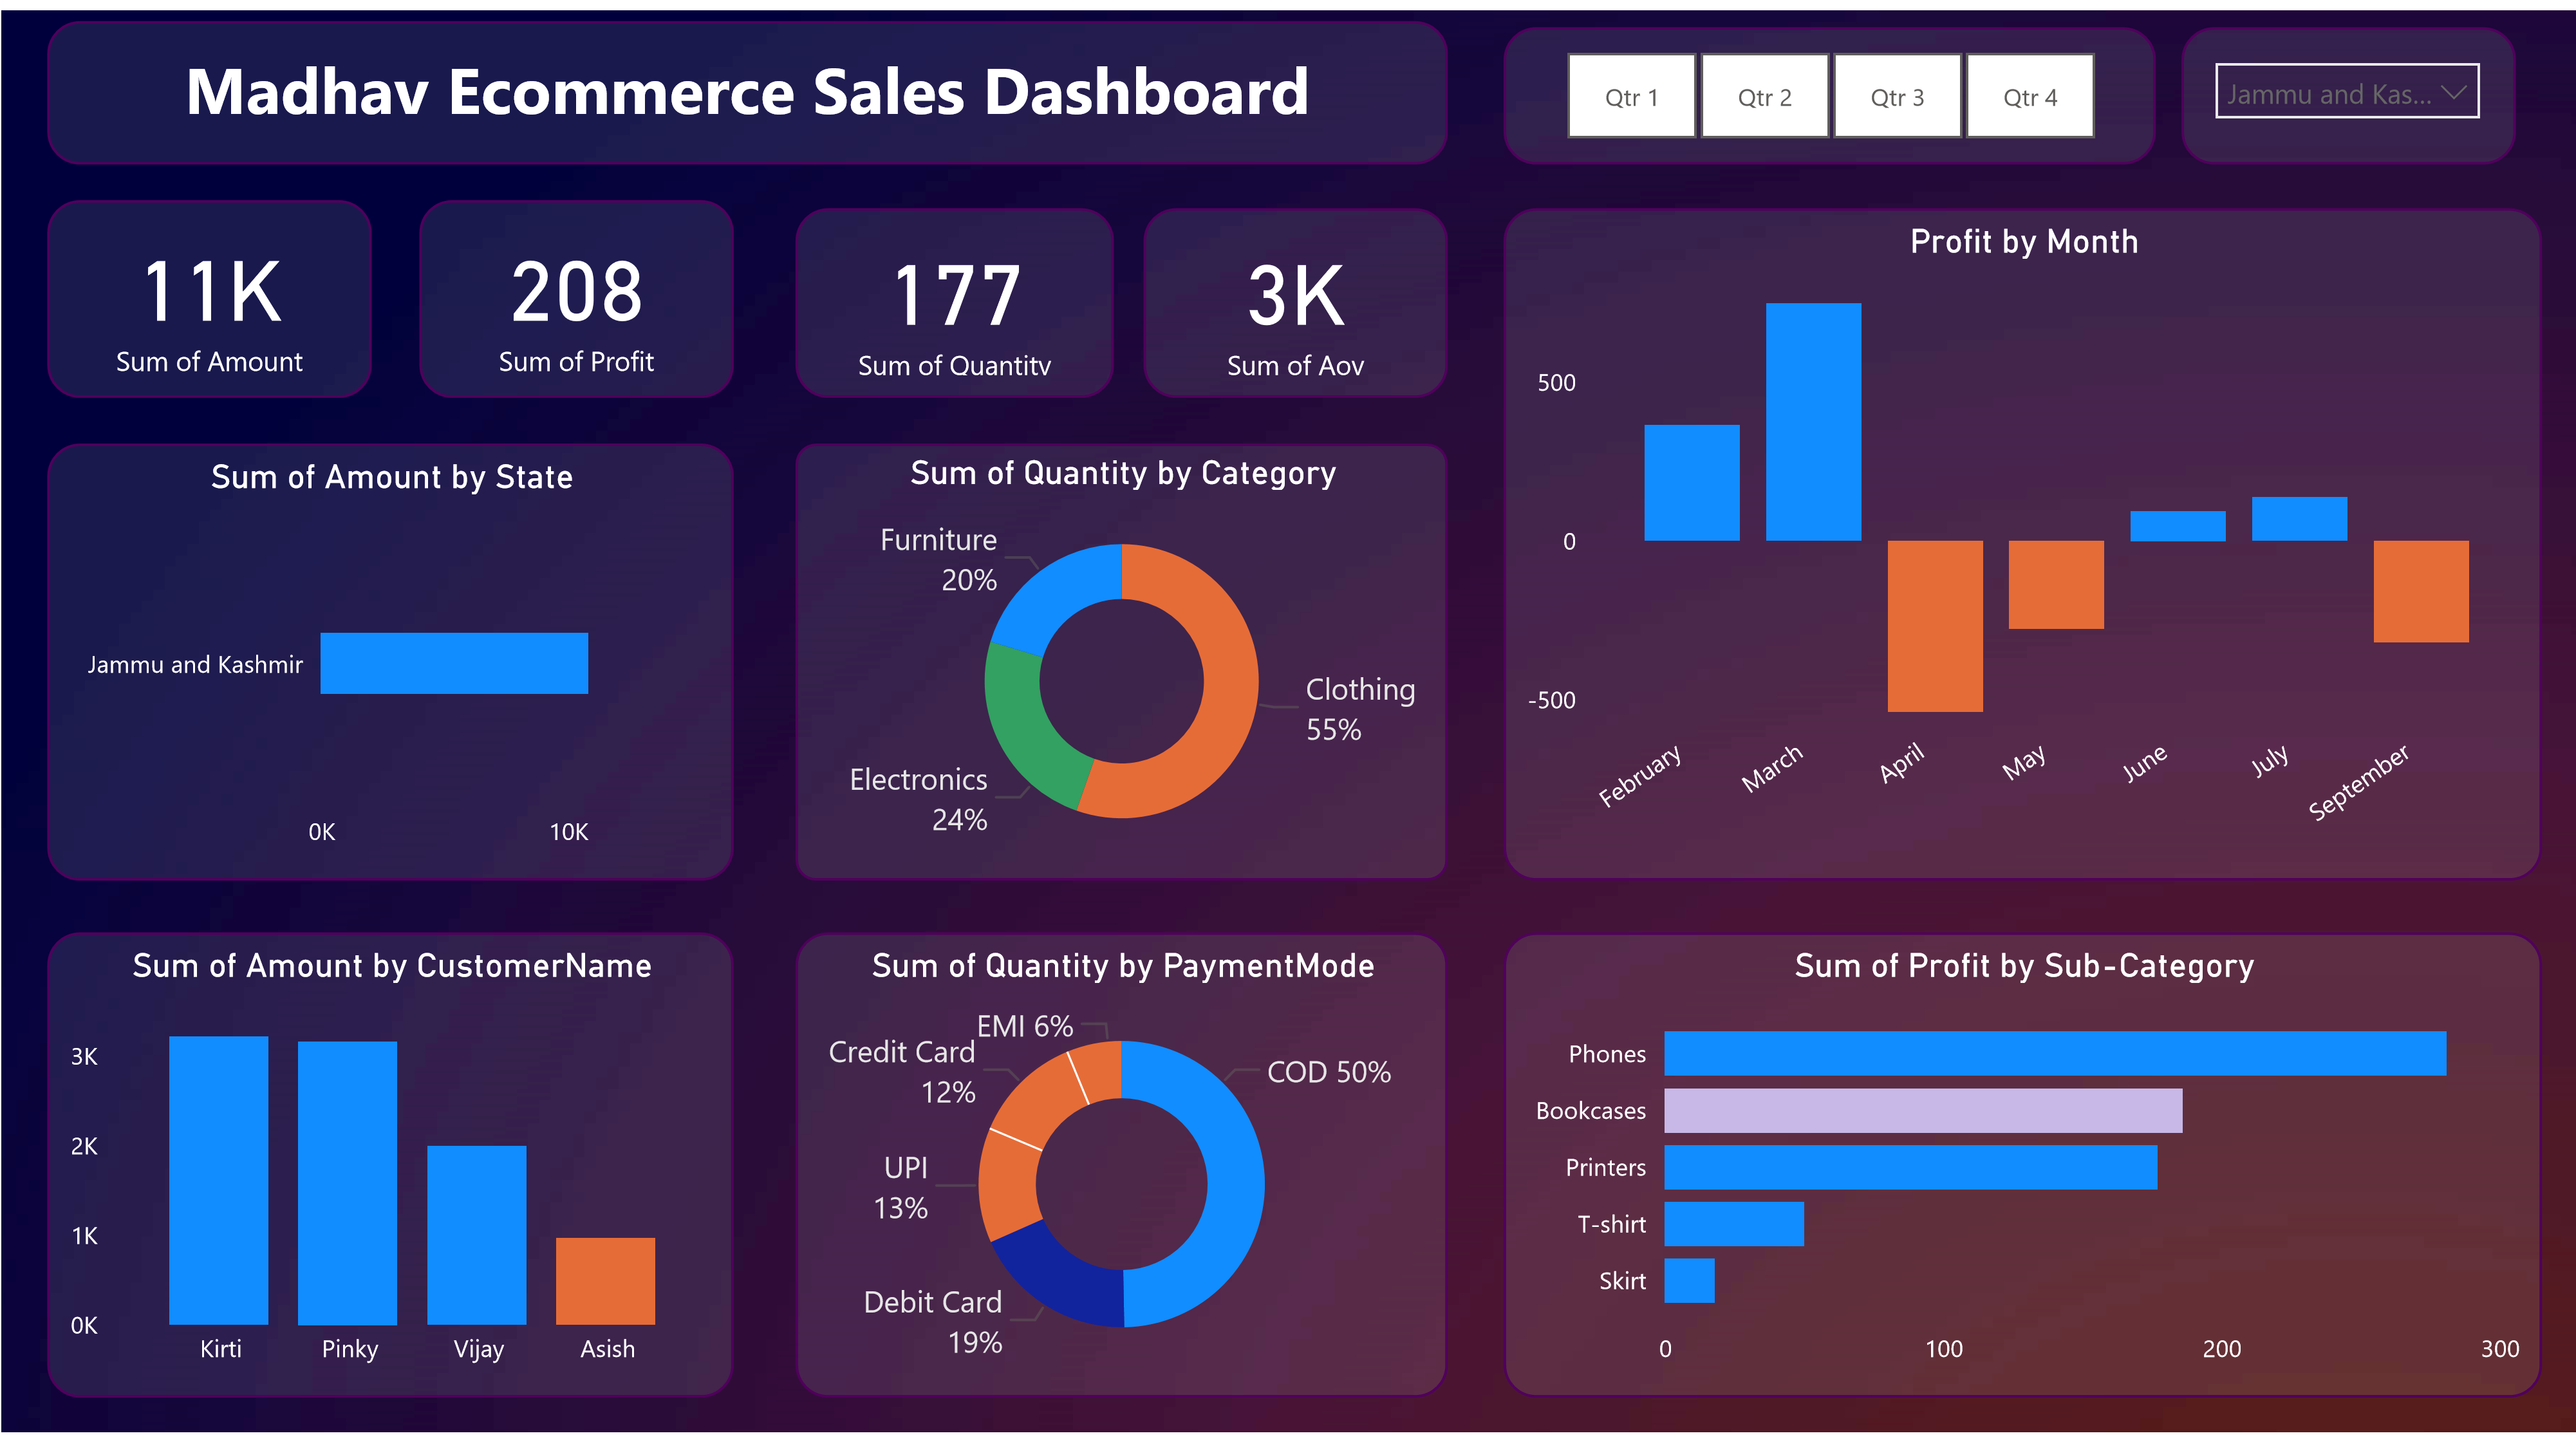 Madhav Ecommerce Sales Dashboard
Qtr 1 Qtr 2 Qtr 3 Qtr 4
Jammu and Kas...
11K
Sum of Amount
208
Sum of Profit
177
Sum of Quantity
3K
Sum of Aov
Profit by Month
500
0
-500
February March April May June July September
Sum of Amount by State
Jammu and Kashmir
0K 10K
Sum of Quantity by Category
Furniture
20%
Clothing
55%
Electronics
24%
Sum of Amount by CustomerName
3K
2K
1K
0K
Kirti Pinky Vijay Asish
Sum of Quantity by PaymentMode
EMI 6%
Credit Card
12%
COD 50%
UPI
13%
Debit Card
19%
Sum of Profit by Sub-Category
Phones
Bookcases
Printers
T-shirt
Skirt
0 100 200 300